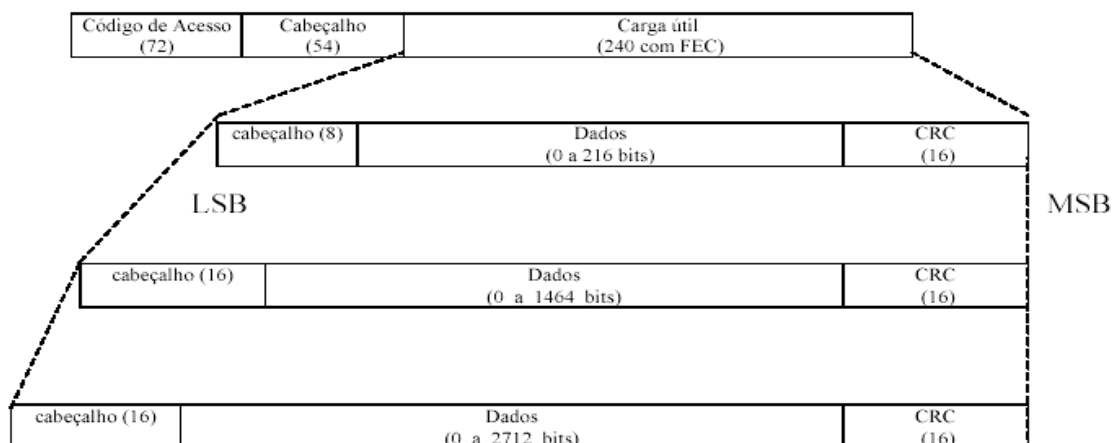 Código de Acesso
(72)
Cabeçalho
(54)
Carga útil
(240 com FEC)
cabeçalho (8)
Dados
(0 a 216 bits)
CRC
(16)
LSB
MSB
cabeçalho (16)
Dados
(0 a 1464 bits)
CRC
(16)
cabeçalho (16)
Dados
(0 a 2712 bits)
CRC
(16)